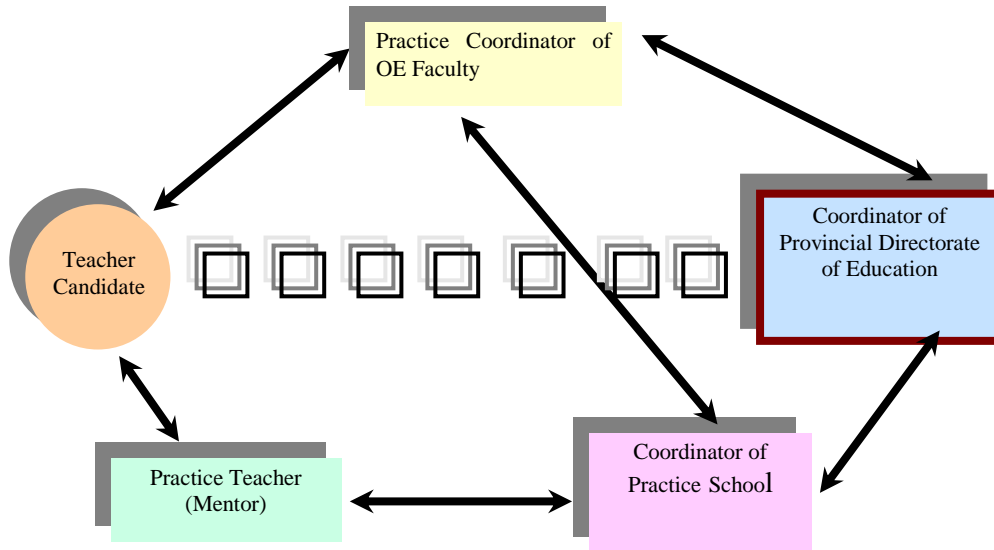 Practice Coordinator of
OE Faculty
Teacher
Candidate
Coordinator of
Provincial Directorate
of Education
Practice Teacher
(Mentor)
Coordinator of
Practice School